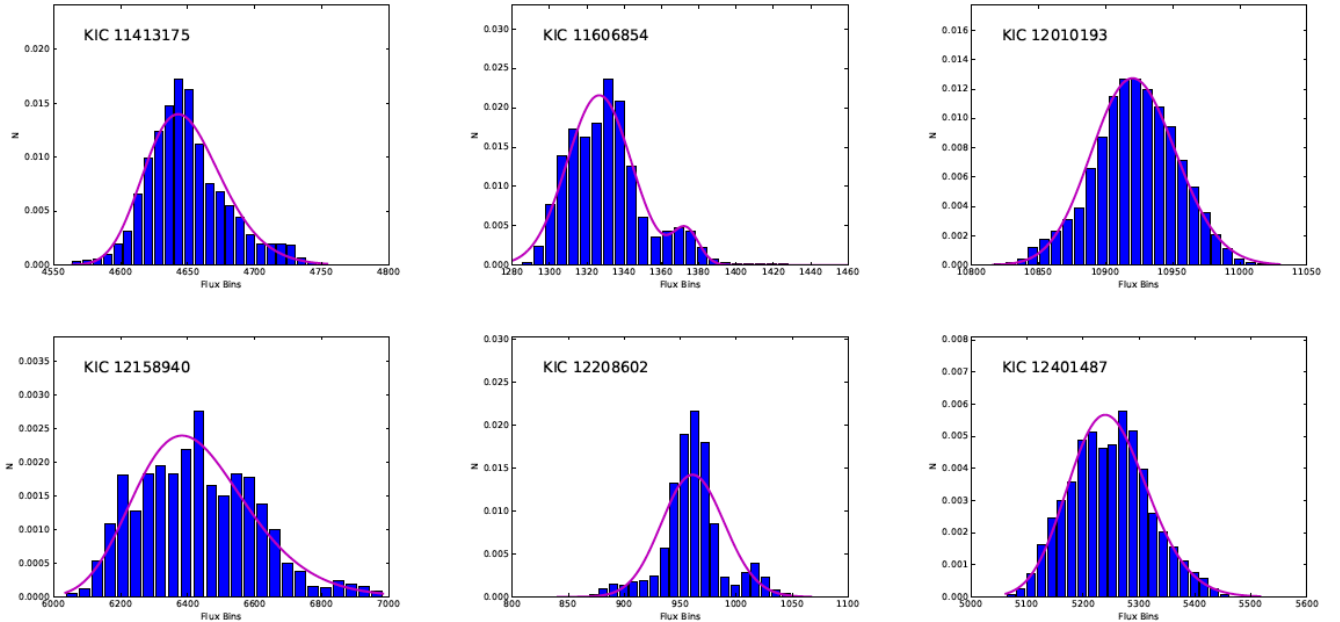 KIC 11413175
0.020
0.015
0.010
0.005
0.000
N
4550 4600 4650 4700 4750 4800
Flux Bins
KIC 11606854
0.030
0.025
0.020
0.015
0.010
0.005
0.000
N
1280 1300 1320 1340 1360 1380 1400 1420 1440 1460
Flux Bins
KIC 12010193
0.016
0.014
0.012
0.010
0.008
0.006
0.004
0.002
0.000
N
10800 10850 10900 10950 11000 11050
Flux Bins
KIC 12158940
0.0035
0.0030
0.0025
0.0020
0.0015
0.0010
0.0005
0.0000
N
6000 6200 6400 6600 6800 7000
Flux Bins
KIC 12208602
0.030
0.025
0.020
0.015
0.010
0.005
0.000
N
800 850 900 950 1000 1050 1100
Flux Bins
KIC 12401487
0.008
0.007
0.006
0.005
0.004
0.003
0.002
0.001
0.000
N
5000 5100 5200 5300 5400 5500 5600
Flux Bins